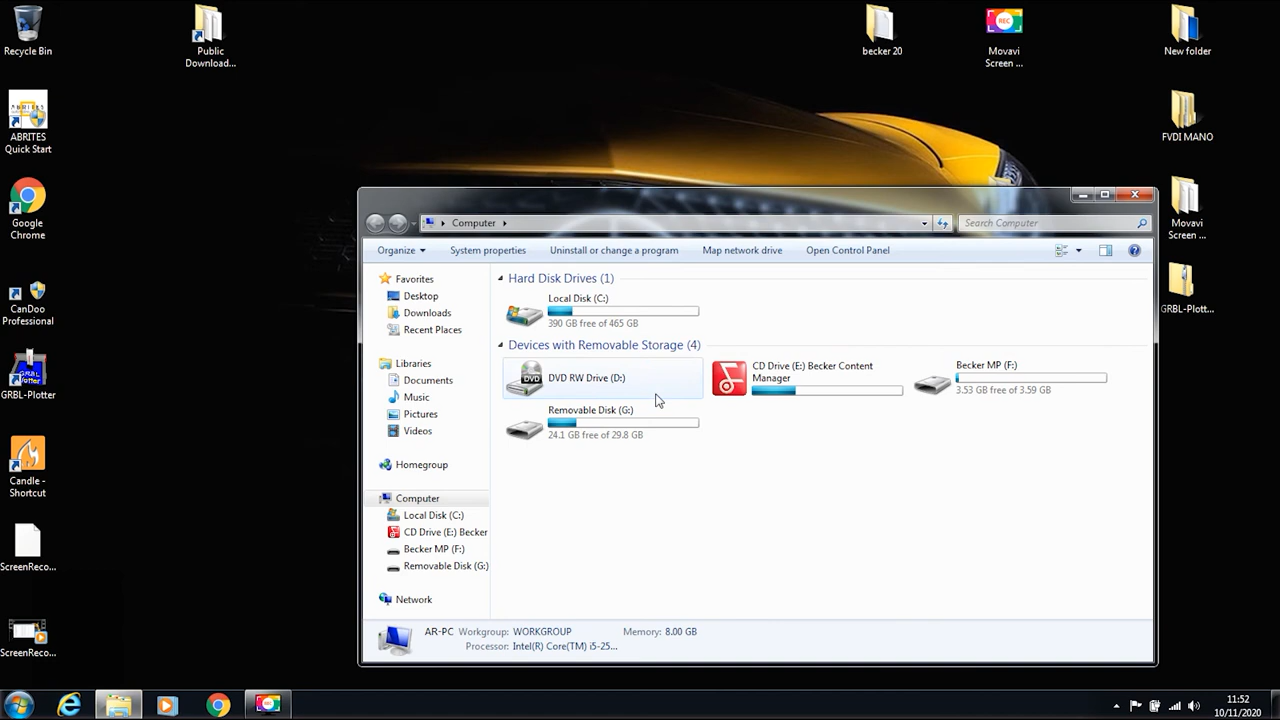 Recycle Bin
Public
Download...
becker 20
REC
Movavi
Screen ...
New folder
ABRITES
ABRITES
Quick Start
FVDI MANO
Google
Chrome
Movavi
Screen ...
CanDoo
Professional
GRBL-Plott...
GRBL
Plotter
GRBL-Plotter
Candle -
Shortcut
ScreenReco...
ScreenReco...
Computer
Search Computer
Organize
System properties
Uninstall or change a program
Map network drive
Open Control Panel
Favorites
Desktop
Downloads
Recent Places
Libraries
Documents
Music
Pictures
Videos
Homegroup
Computer
Local Disk (C:)
CD Drive (E:) Becker
Becker MP (F:)
Removable Disk (G:)
Network
Hard Disk Drives (1)
Local Disk (C:)
390 GB free of 465 GB
Devices with Removable Storage (4)
DVD
DVD RW Drive (D:)
CD Drive (E:) Becker Content
Manager
Becker MP (F:)
3.53 GB free of 3.59 GB
Removable Disk (G:)
24.1 GB free of 29.8 GB
AR-PC Workgroup: WORKGROUP Memory: 8.00 GB
Processor: Intel(R) Core(TM) i5-25...
11:52
10/11/2020